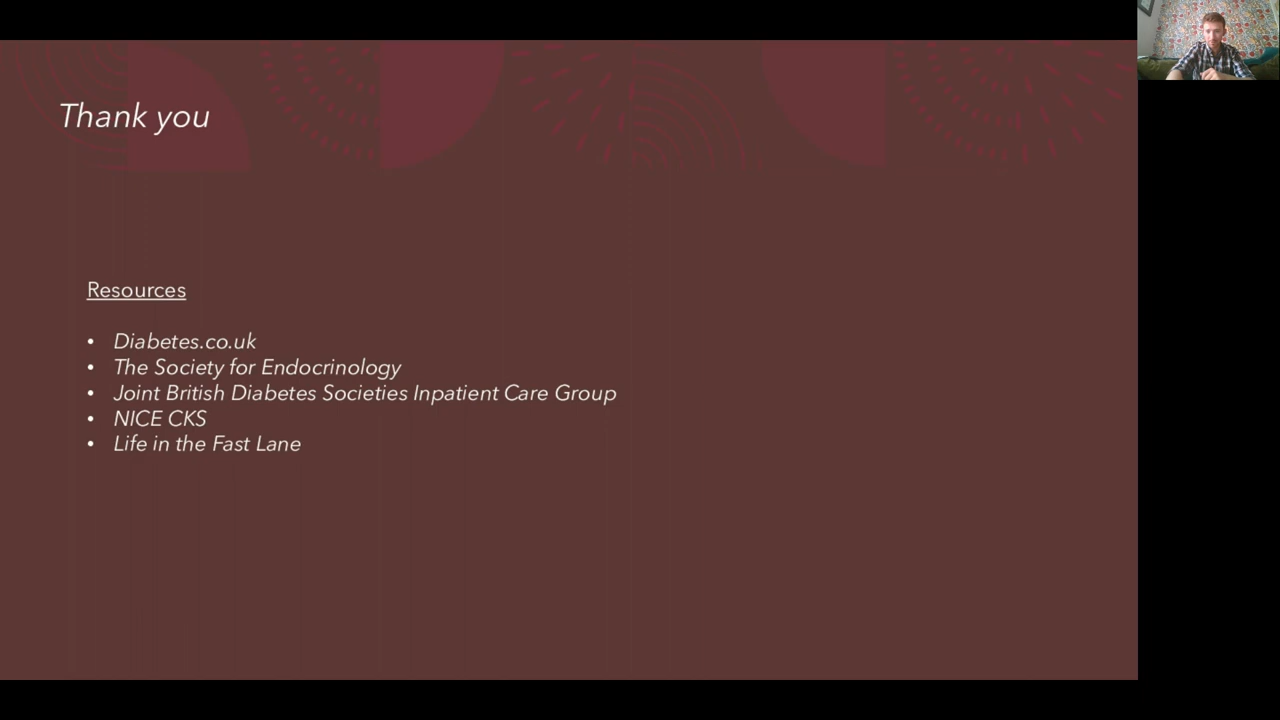 Thank you
Resources
• Diabetes.co.uk
• The Society for Endocrinology
• Joint British Diabetes Societies Inpatient Care Group
• NICE CKS
• Life in the Fast Lane